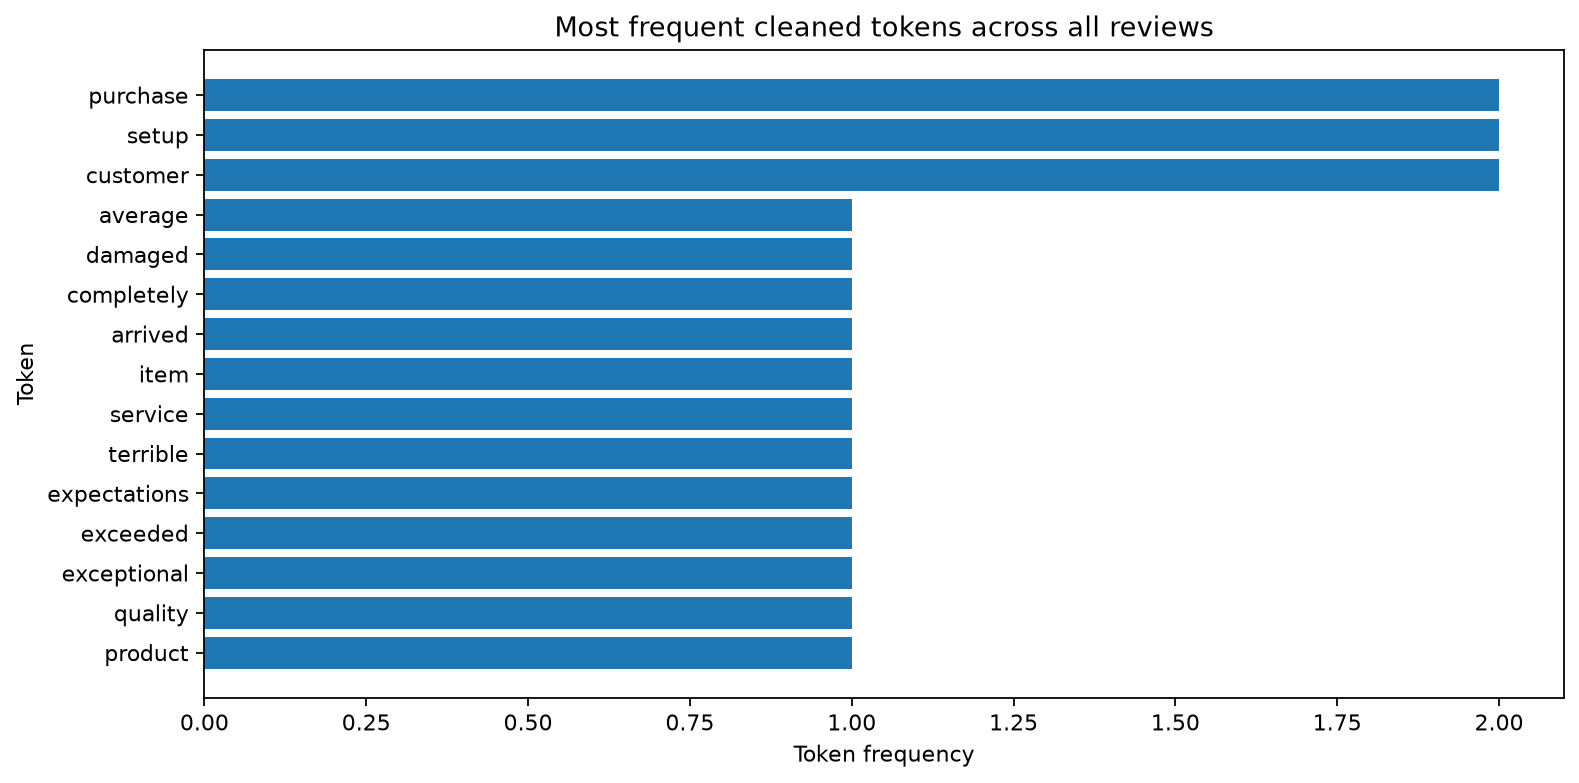 Most frequent cleaned tokens across all reviews
purchase
setup
customer
average
damaged
completely
arrived
item
service
terrible
expectations
exceeded
exceptional
quality
product
Token
0.00 0.25 0.50 0.75 1.00 1.25 1.50 1.75 2.00
Token frequency